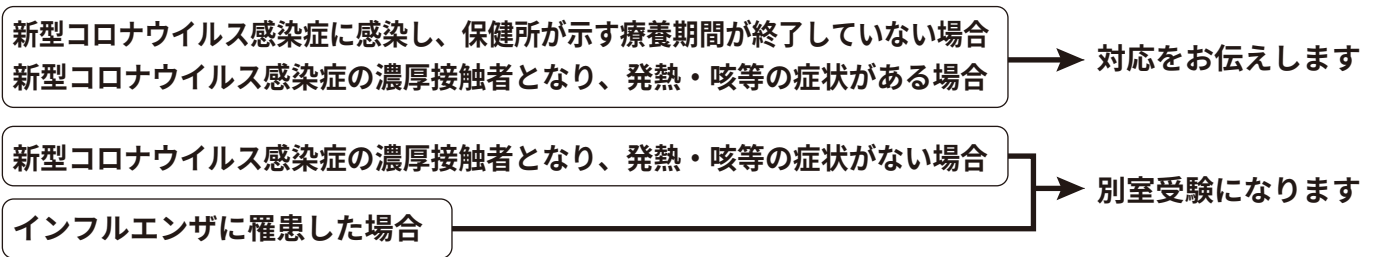 新型コロナウイルス感染症に感染し、保健所が示す療養期間が終了していない場合
新型コロナウイルス感染症の濃厚接触者となり、発熱・咳等の症状がある場合
対応をお伝えします
新型コロナウイルス感染症の濃厚接触者となり、発熱・咳等の症状がない場合
インフルエンザに罹患した場合
別室受験になります